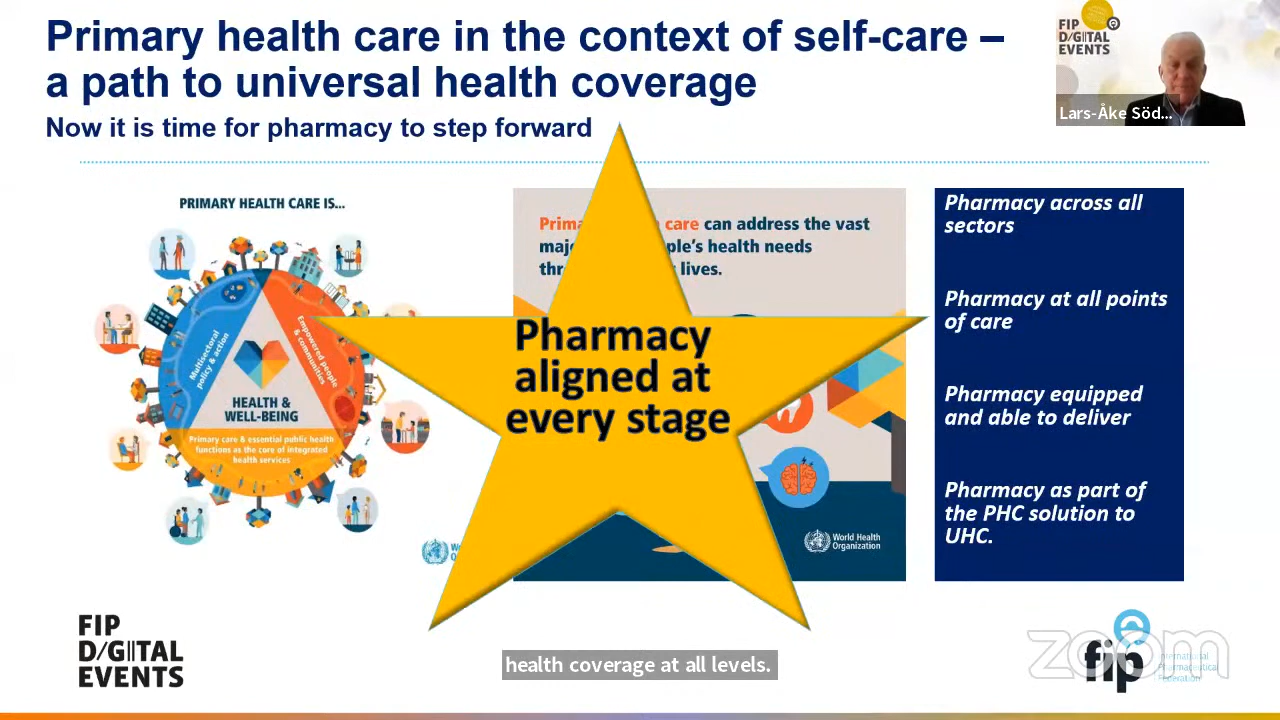 Primary health care in the context of self-care –
a path to universal health coverage
Now it is time for pharmacy to step forward
FIP
D/GITAL
EVENTS
Lars-Åke Söd...
PRIMARY HEALTH CARE IS...
Multisectoral
policy & action
Empowered people
& communities
HEALTH &
WELL-BEING
Primary care & essential public health
functions as the core of integrated
health services
care can address the vast
health needs
lives.
Pharmacy
aligned at
every stage
World Health
Organization
Pharmacy across all
sectors
Pharmacy at all points
of care
Pharmacy equipped
and able to deliver
Pharmacy as part of
the PHC solution to
UHC.
FIP
D/GITAL
EVENTS
health coverage at all levels.
zoom
fip
International
Pharmaceutical
Federation